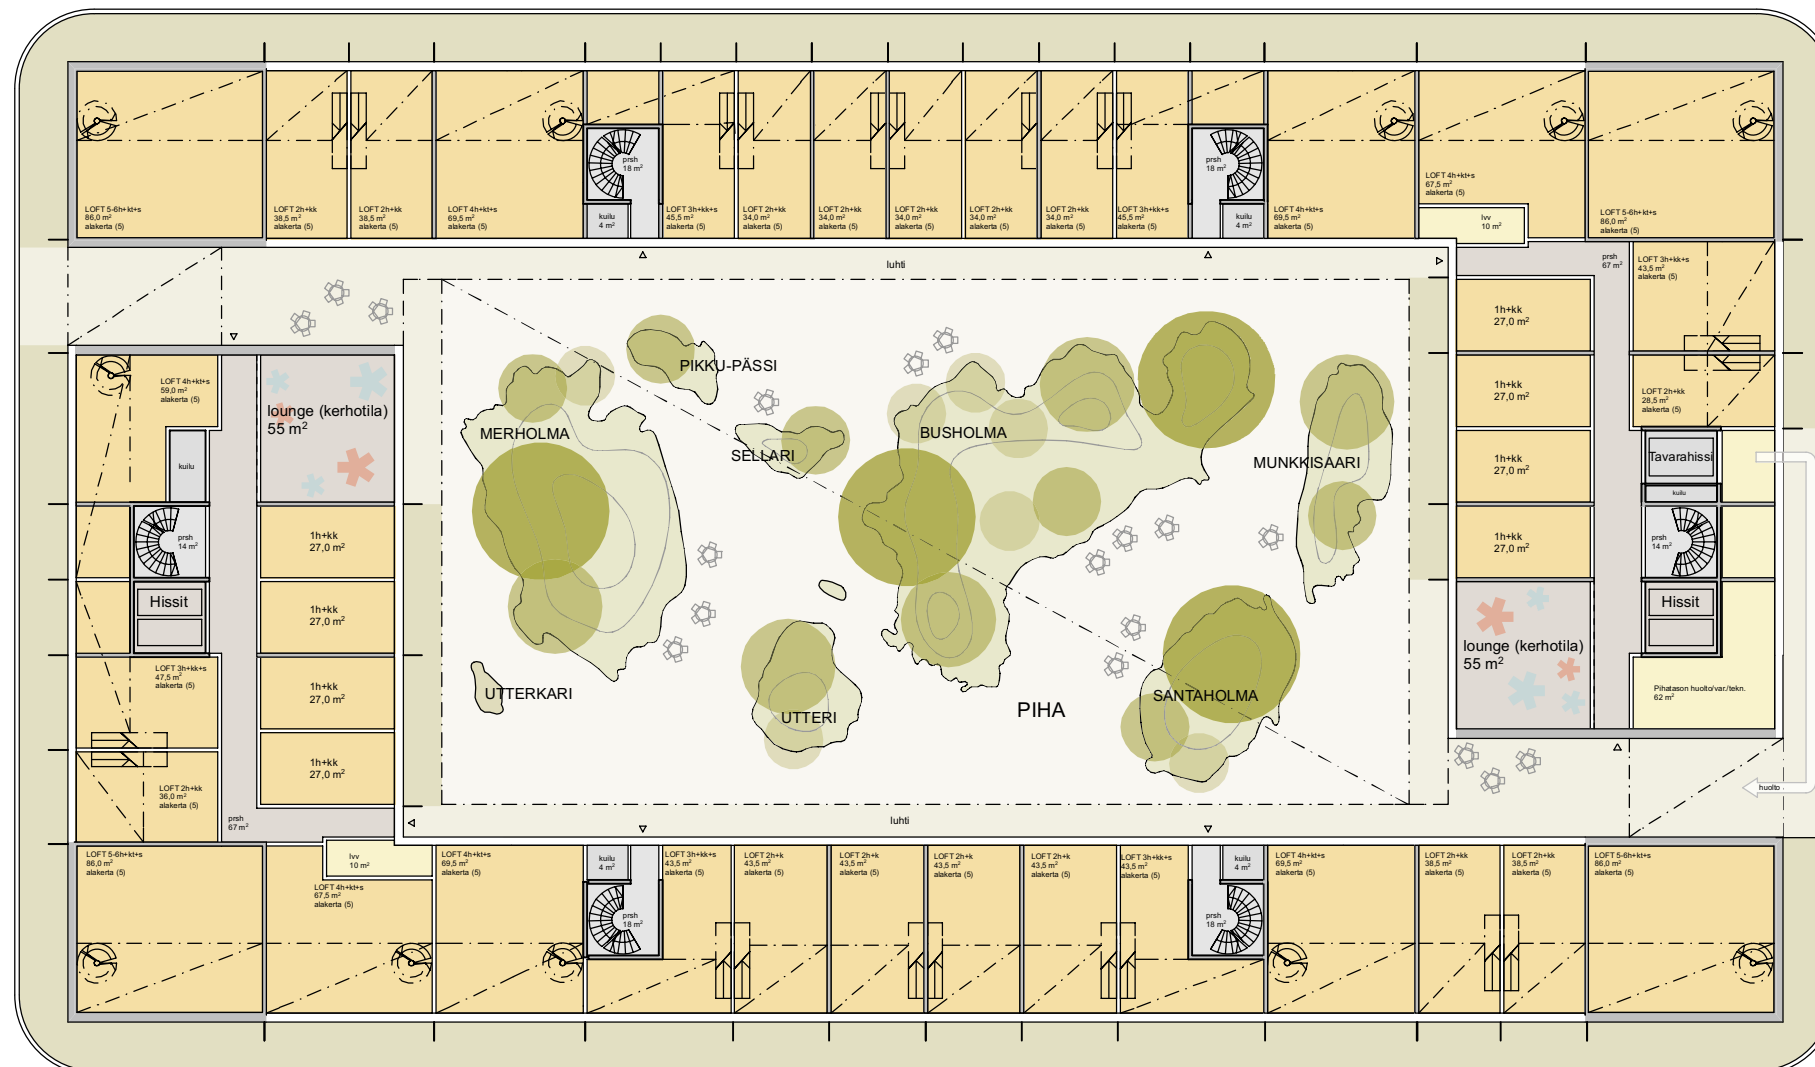 LOFT 5-6h+kt+s
86,0 m²
alakerta (5)
LOFT 2h+kk
38,5 m²
alakerta (5)
LOFT 2h+kk
38,5 m²
alakerta (5)
LOFT 4h+kt+s
69,5 m²
alakerta (5)
prsh
18 m²
kuilu
4 m²
LOFT 3h+kk+s
45,5 m²
alakerta (5)
LOFT 2h+kk
34,0 m²
alakerta (5)
LOFT 2h+kk
34,0 m²
alakerta (5)
LOFT 2h+kk
34,0 m²
alakerta (5)
LOFT 2h+kk
34,0 m²
alakerta (5)
LOFT 2h+kk
34,0 m²
alakerta (5)
LOFT 3h+kk+s
45,5 m²
alakerta (5)
prsh
18 m²
kuilu
4 m²
LOFT 4h+kt+s
69,5 m²
alakerta (5)
LOFT 4h+kt+s
67,5 m²
alakerta (5)
lvv
10 m²
LOFT 5-6h+kt+s
86,0 m²
alakerta (5)
luhti
prsh
67 m²
LOFT 3h+kk+s
43,5 m²
alakerta (5)
1h+kk
27,0 m²
1h+kk
27,0 m²
LOFT 2h+kk
28,5 m²
alakerta (5)
1h+kk
27,0 m²
Tavarahissi
kuilu
1h+kk
27,0 m²
prsh
14 m²
Hissit
lounge (kerhotila)
55 m²
Pihatason huolto/var./tekn.
62 m²
huolto
LOFT 4h+kt+s
59,0 m²
alakerta (5)
lounge (kerhotila)
55 m²
kuilu
prsh
14 m²
1h+kk
27,0 m²
Hissit
1h+kk
27,0 m²
LOFT 3h+kk+s
47,5 m²
alakerta (5)
1h+kk
27,0 m²
1h+kk
27,0 m²
LOFT 2h+kk
36,0 m²
alakerta (5)
prsh
67 m²
PIKKU-PÄSSI
MERHOLMA
SELLARI
BUSHOLMA
MUNKKISAARI
UTTERKARI
UTTERI
PIHA
SANTAHOLMA
luhti
LOFT 5-6h+kt+s
86,0 m²
alakerta (5)
lvv
10 m²
LOFT 4h+kt+s
67,5 m²
alakerta (5)
LOFT 4h+kt+s
69,5 m²
alakerta (5)
kuilu
4 m²
prsh
18 m²
LOFT 3h+kk+s
43,5 m²
alakerta (5)
LOFT 2h+k
43,5 m²
alakerta (5)
LOFT 2h+k
43,5 m²
alakerta (5)
LOFT 2h+k
43,5 m²
alakerta (5)
LOFT 2h+k
43,5 m²
alakerta (5)
LOFT 3h+kk+s
43,5 m²
alakerta (5)
kuilu
4 m²
prsh
18 m²
LOFT 4h+kt+s
69,5 m²
alakerta (5)
LOFT 2h+kk
38,5 m²
alakerta (5)
LOFT 2h+kk
38,5 m²
alakerta (5)
LOFT 5-6h+kt+s
86,0 m²
alakerta (5)